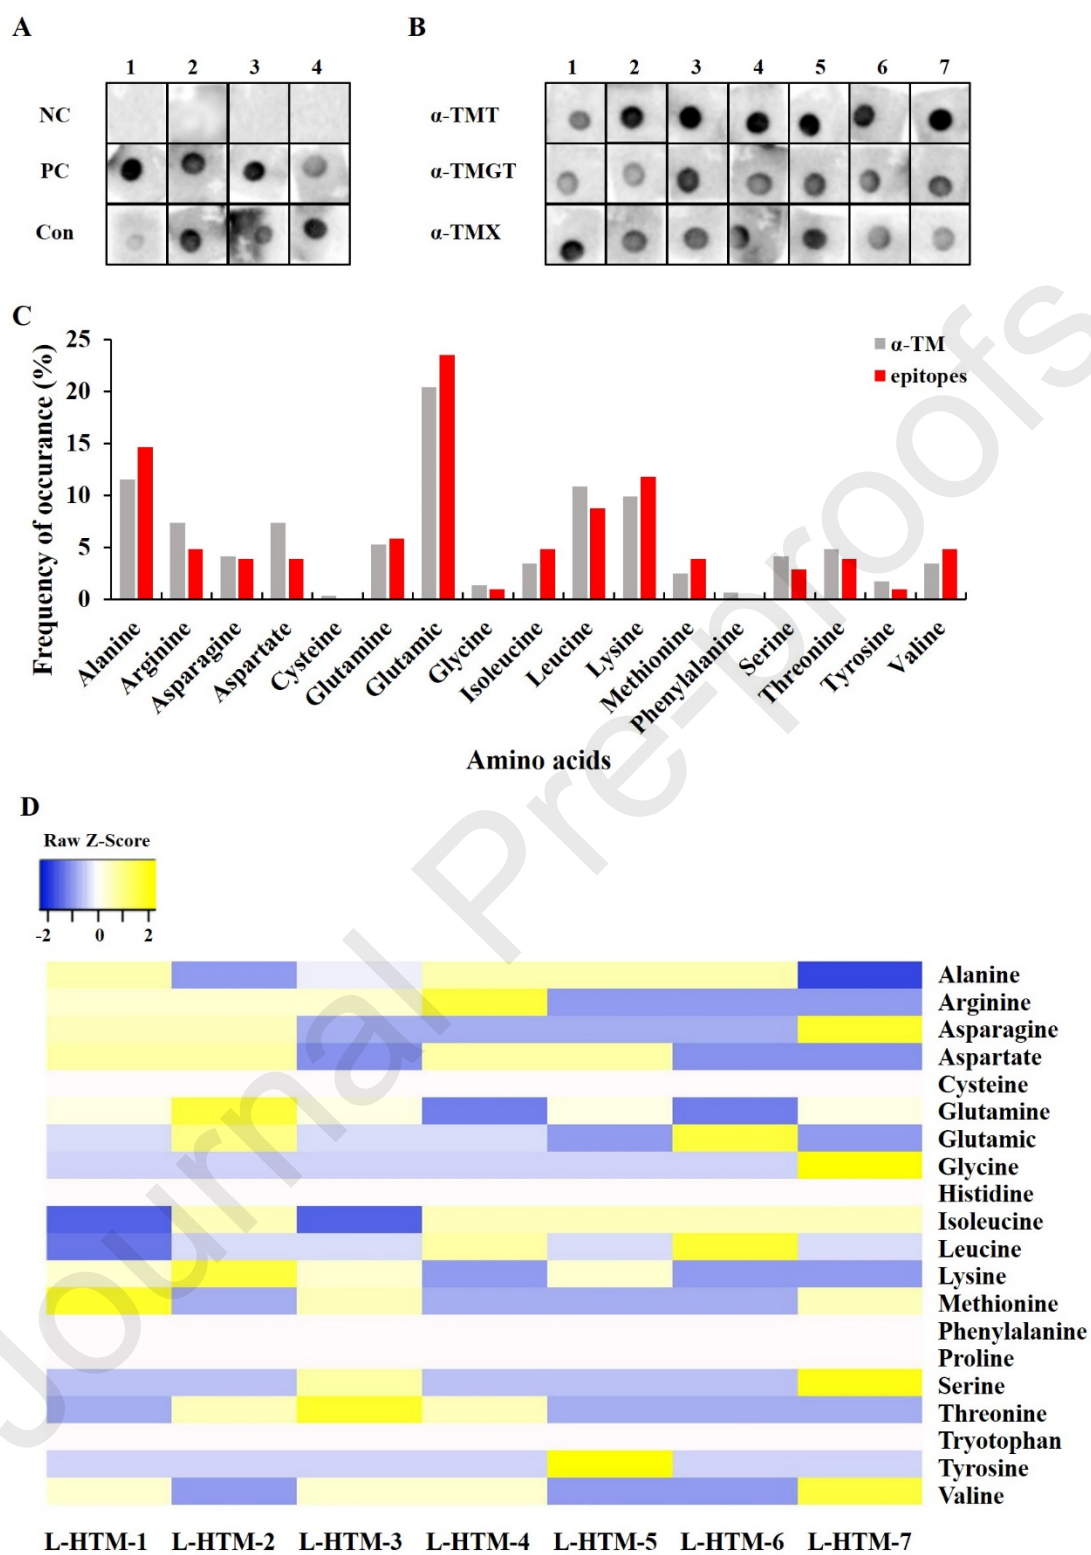 A
B
1 2 3 4
1 2 3 4 5 6 7
NC
PC
Con
α-TMT
α-TMGT
α-TMX
C
Frequency of occurance (%)
25
20
15
10
5
0
α-TM
epitopes
Alanine
Arginine
Asparagine
Aspartate
Cysteine
Glutamine
Glutamic
Glycine
Isoleucine
Leucine
Lysine
Methionine
Phenylalanine
Serine
Threonine
Tyrosine
Valine
Amino acids
D
Raw Z-Score
-2 0 2
Alanine
Arginine
Asparagine
Aspartate
Cysteine
Glutamine
Glutamic
Glycine
Histidine
Isoleucine
Leucine
Lysine
Methionine
Phenylalanine
Proline
Serine
Threonine
Tryotophan
Tyrosine
Valine
L-HTM-1 L-HTM-2 L-HTM-3 L-HTM-4 L-HTM-5 L-HTM-6 L-HTM-7
Journal Pre-proofs